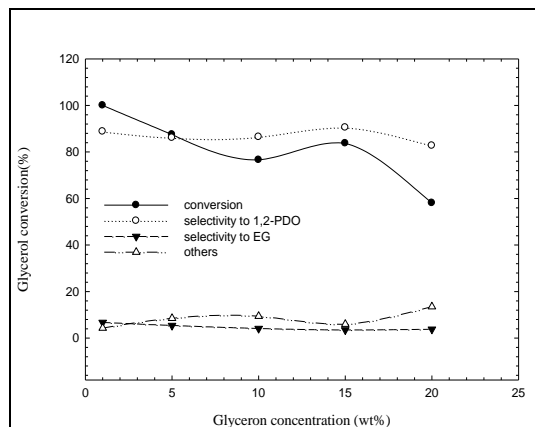 120
100
80
60
40
20
0
Glycerol conversion(%)
conversion
selectivity to 1,2-PDO
selectivity to EG
others
0 5 10 15 20 25
Glyceron concentration (wt%)